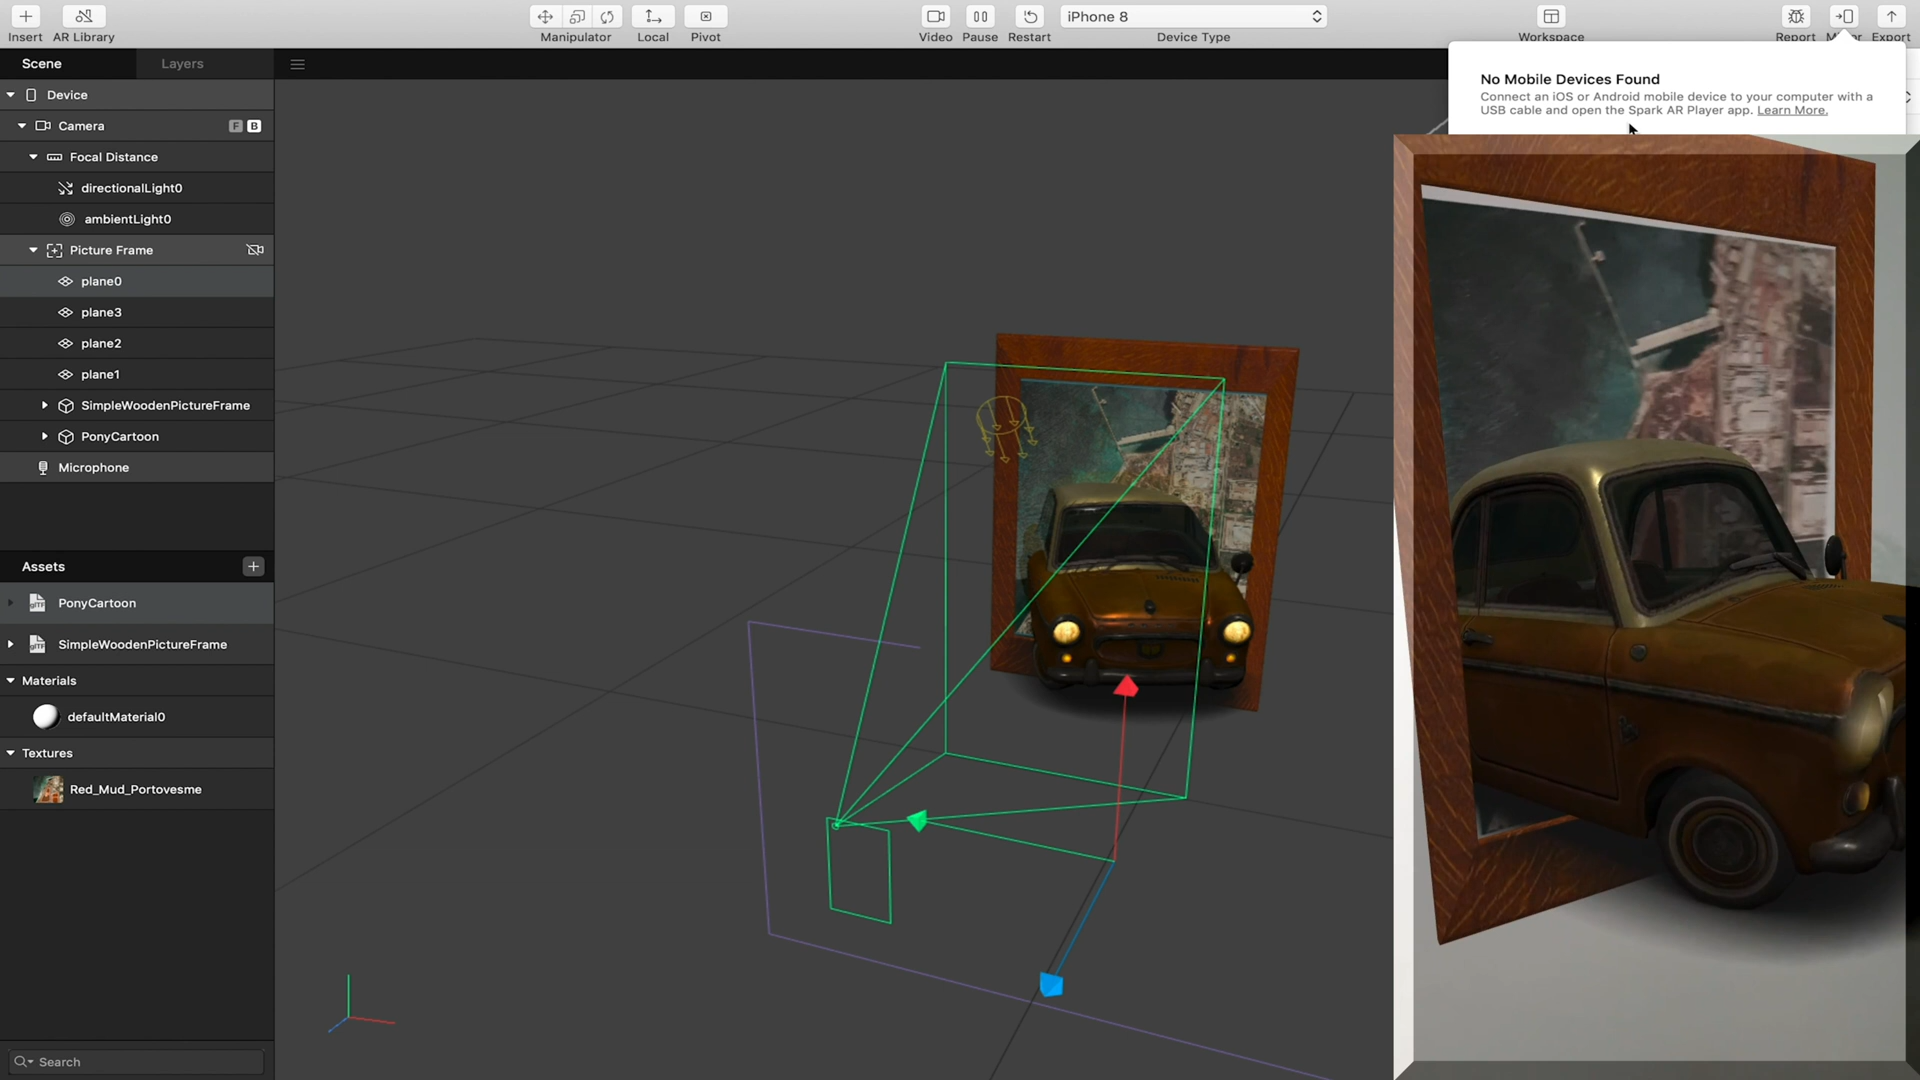 Insert
AR Library
Manipulator
Local
Pivot
Video
Pause
Restart
iPhone 8
Device Type
Workspace
Report
Export
Scene
Layers
No Mobile Devices Found
Connect an iOS or Android mobile device to your computer with a
USB cable and open the Spark AR Player app. Learn More.
Device
Camera
F B
Focal Distance
directionalLight0
ambientLight0
Picture Frame
plane0
plane3
plane2
plane1
SimpleWoodenPictureFrame
PonyCartoon
Microphone
Assets
glTF PonyCartoon
glTF SimpleWoodenPictureFrame
Materials
defaultMaterial0
Textures
Red_Mud_Portovesme
Search